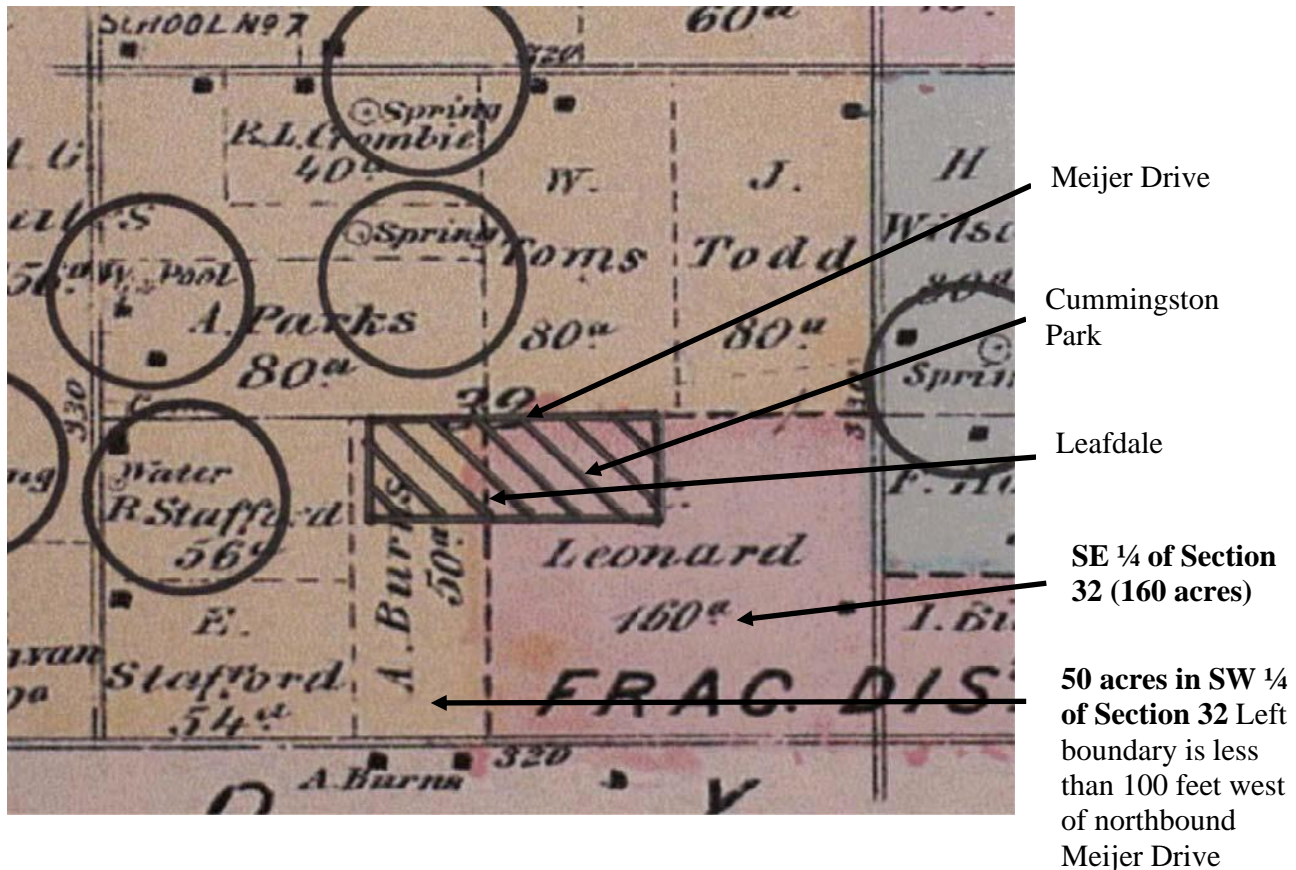 SCHOOL Nº 7
60ª
320
Spring
R.L. Crombie
40ª
W.
J.
H
Spring
Toms
Todd
80ª
W. Pool
A. Parks
80ª
80ª
80ª
Spri
330
32
Water
R. Stafford
56ª
A. Burns
50ª
Leonard
160ª
E.
Stafford
54ª
FRAC. DIS
A. Burns
320
Meijer Drive
Cummingston
Park
Leafdale
SE ¼ of Section
32 (160 acres)
50 acres in SW ¼
of Section 32 Left
boundary is less
than 100 feet west
of northbound
Meijer Drive